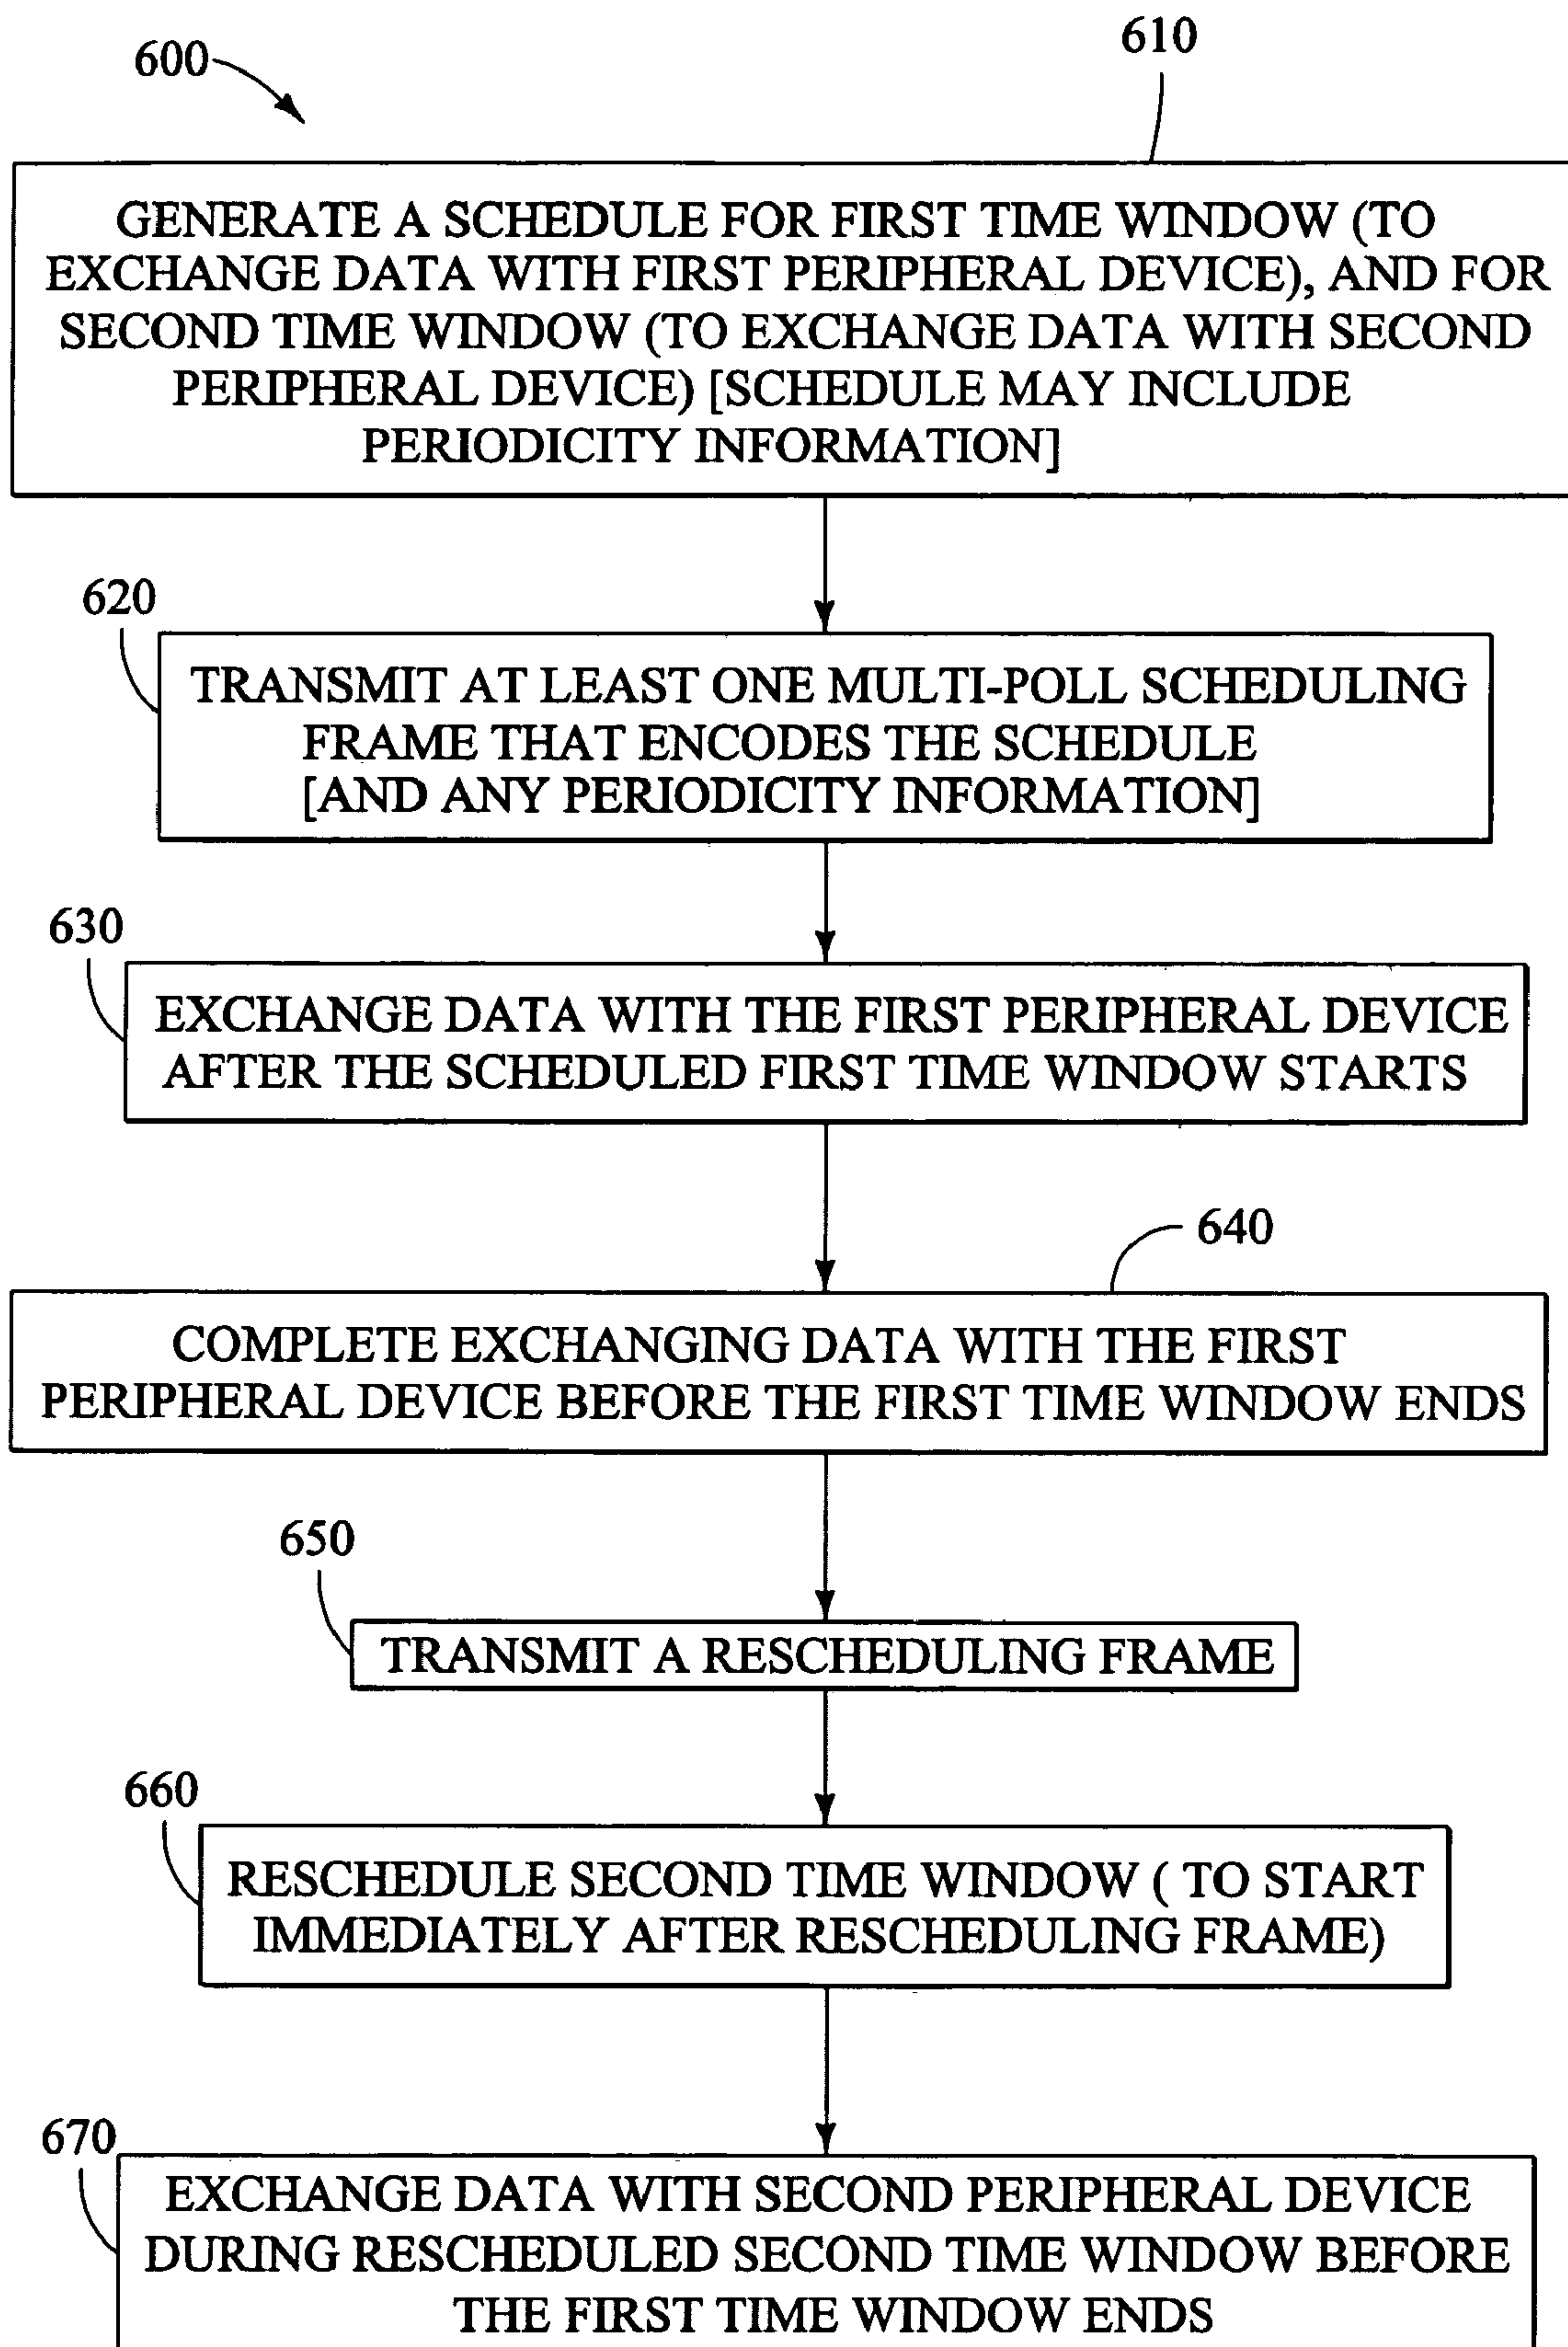 600
610
GENERATE A SCHEDULE FOR FIRST TIME WINDOW (TO
EXCHANGE DATA WITH FIRST PERIPHERAL DEVICE), AND FOR
SECOND TIME WINDOW (TO EXCHANGE DATA WITH SECOND
PERIPHERAL DEVICE) [SCHEDULE MAY INCLUDE
PERIODICITY INFORMATION]
620
TRANSMIT AT LEAST ONE MULTI-POLL SCHEDULING
FRAME THAT ENCODES THE SCHEDULE
[AND ANY PERIODICITY INFORMATION]
630
EXCHANGE DATA WITH THE FIRST PERIPHERAL DEVICE
AFTER THE SCHEDULED FIRST TIME WINDOW STARTS
640
COMPLETE EXCHANGING DATA WITH THE FIRST
PERIPHERAL DEVICE BEFORE THE FIRST TIME WINDOW ENDS
650
TRANSMIT A RESCHEDULING FRAME
660
RESCHEDULE SECOND TIME WINDOW ( TO START
IMMEDIATELY AFTER RESCHEDULING FRAME)
670
EXCHANGE DATA WITH SECOND PERIPHERAL DEVICE
DURING RESCHEDULED SECOND TIME WINDOW BEFORE
THE FIRST TIME WINDOW ENDS